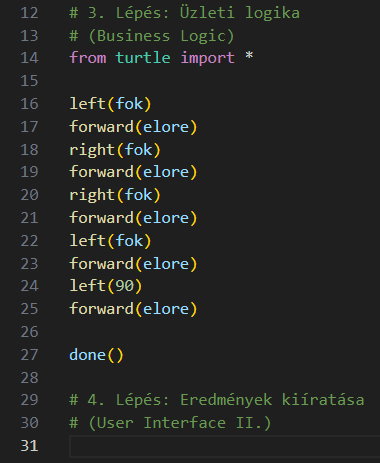 12 # 3. Lépés: Üzleti logika
13 # (Business Logic)
14 from turtle import *
15
16 left(fok)
17 forward(elore)
18 right(fok)
19 forward(elore)
20 right(fok)
21 forward(elore)
22 left(fok)
23 forward(elore)
24 left(90)
25 forward(elore)
26
27 done()
28
29 # 4. Lépés: Eredmények kiíratása
30 # (User Interface II.)
31